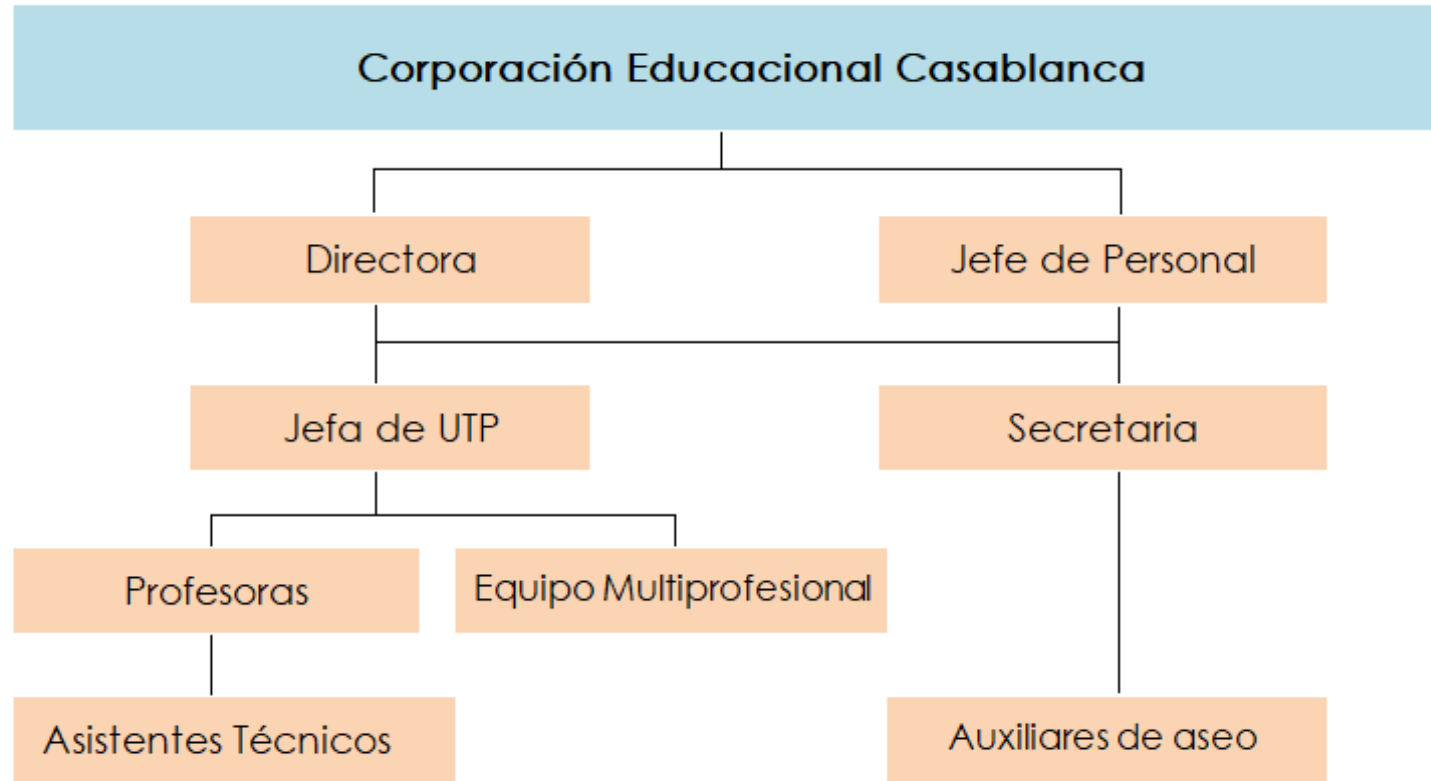 Corporación Educacional Casablanca
Directora
Jefe de Personal
Jefa de UTP
Secretaria
Profesoras
Equipo Multiprofesional
Asistentes Técnicos
Auxiliares de aseo